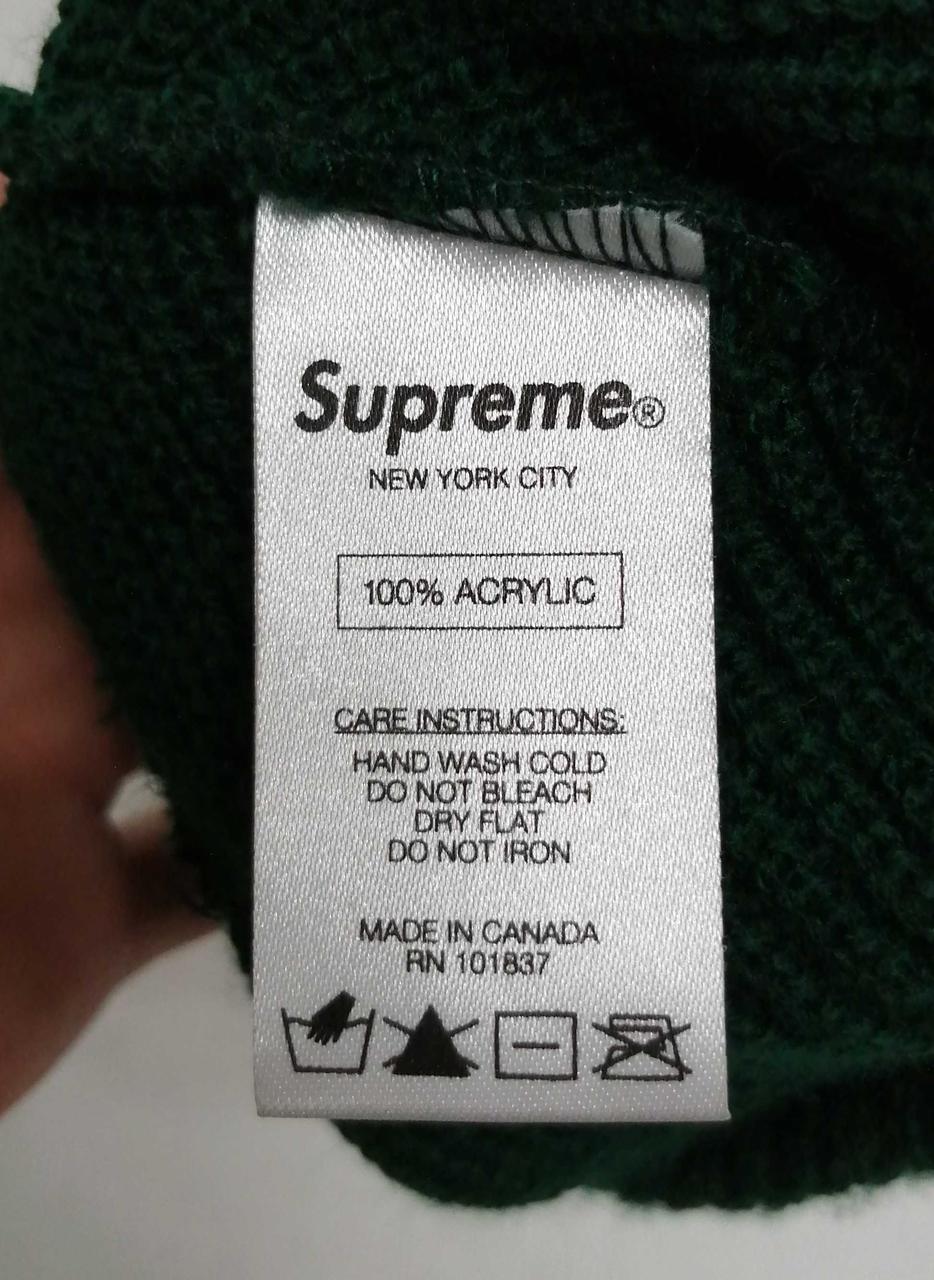 Supreme®
NEW YORK CITY
100% ACRYLIC
CARE INSTRUCTIONS:
HAND WASH COLD
DO NOT BLEACH
DRY FLAT
DO NOT IRON
MADE IN CANADA
RN 101837